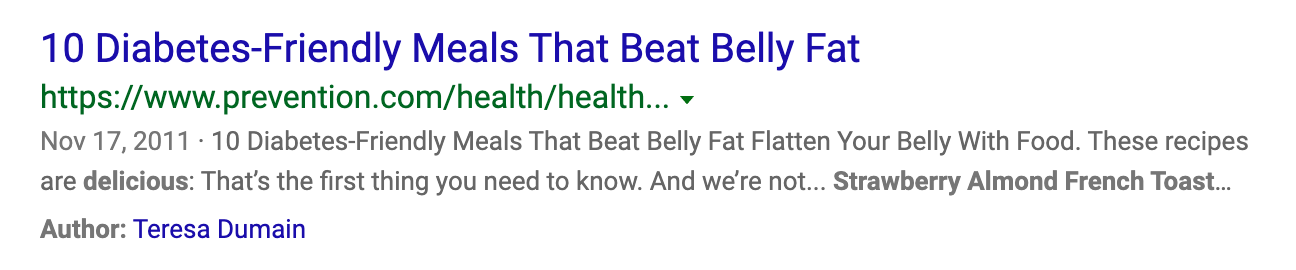 10 Diabetes-Friendly Meals That Beat Belly Fat
https://www.prevention.com/health/health...
Nov 17, 2011 · 10 Diabetes-Friendly Meals That Beat Belly Fat Flatten Your Belly With Food. These recipes
are delicious: That’s the first thing you need to know. And we’re not... Strawberry Almond French Toast...
Author: Teresa Dumain